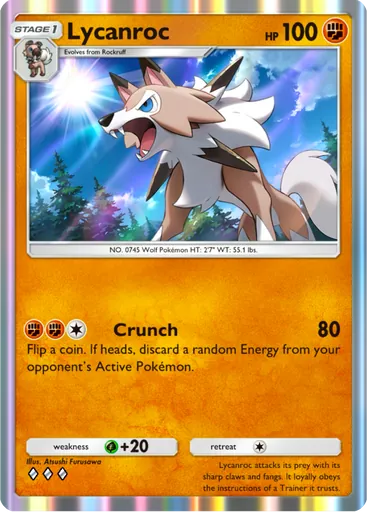 STAGE 1
Lycanroc
HP 100
Evolves from Rockruff
NO. 0745 Wolf Pokémon HT: 2'7" WT: 55.1 lbs.
Crunch 80
Flip a coin. If heads, discard a random Energy from your
opponent's Active Pokémon.
weakness +20
retreat
Illus. Atsushi Furusawa
Lycanroc attacks its prey with its
sharp claws and fangs. It loyally obeys
the instructions of a Trainer it trusts.